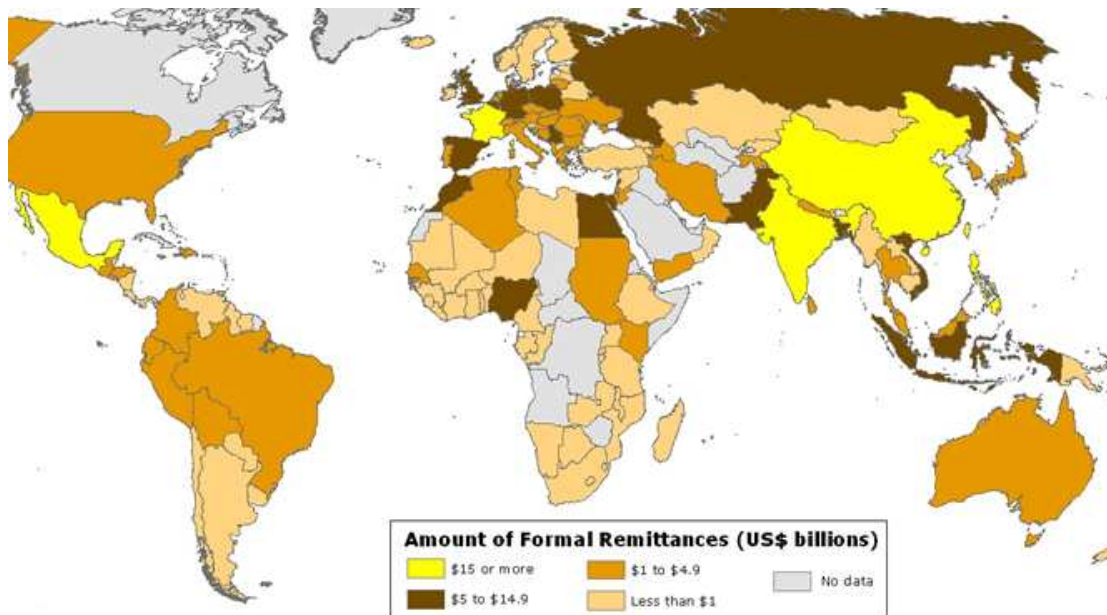 Amount of Formal Remittances (US$ billions)
$15 or more
$1 to $4.9
No data
$5 to $14.9
Less than $1